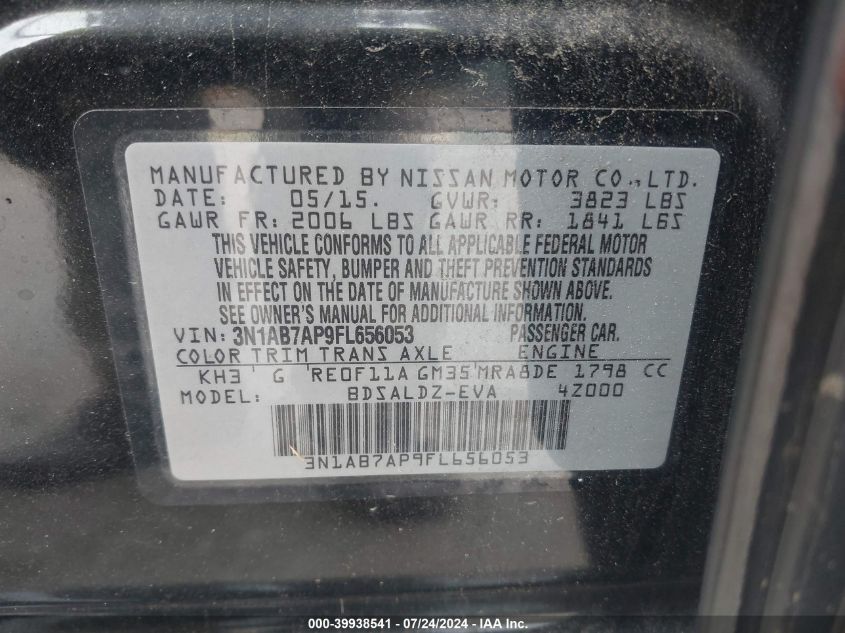 MANUFACTURED BY NISSAN MOTOR CO.,LTD.
DATE: 05/15. GVWR: 3823 LBS
GAWR FR: 2006 LBS GAWR RR: 1841 LBS
THIS VEHICLE CONFORMS TO ALL APPLICABLE FEDERAL MOTOR
VEHICLE SAFETY, BUMPER AND THEFT PREVENTION STANDARDS
IN EFFECT ON THE DATE OF MANUFACTURE SHOWN ABOVE.
SEE OWNER'S MANUAL FOR ADDITIONAL INFORMATION.
VIN: 3N1AB7AP9FL656053 PASSENGER CAR.
COLOR TRIM TRANS AXLE ENGINE
KH3 G RE0F11A GM35 MRA8DE 1798 CC
MODEL: BDSALDZ-EVA 4Z000
3N1AB7AP9FL656053
000-39938541 - 07/24/2024 - IAA Inc.